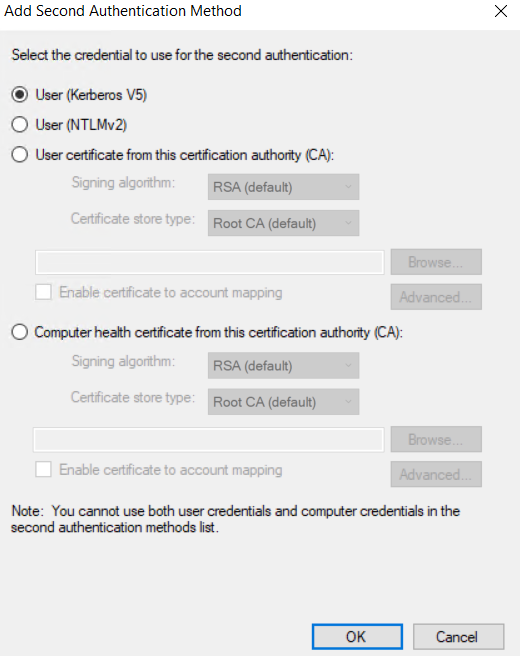 Add Second Authentication Method
Select the credential to use for the second authentication:
User (Kerberos V5)
User (NTLMv2)
User certificate from this certification authority (CA):
Signing algorithm: RSA (default)
Certificate store type: Root CA (default)
Browse...
Enable certificate to account mapping
Advanced...
Computer health certificate from this certification authority (CA):
Signing algorithm: RSA (default)
Certificate store type: Root CA (default)
Browse...
Enable certificate to account mapping
Advanced...
Note: You cannot use both user credentials and computer credentials in the
second authentication methods list.
OK Cancel